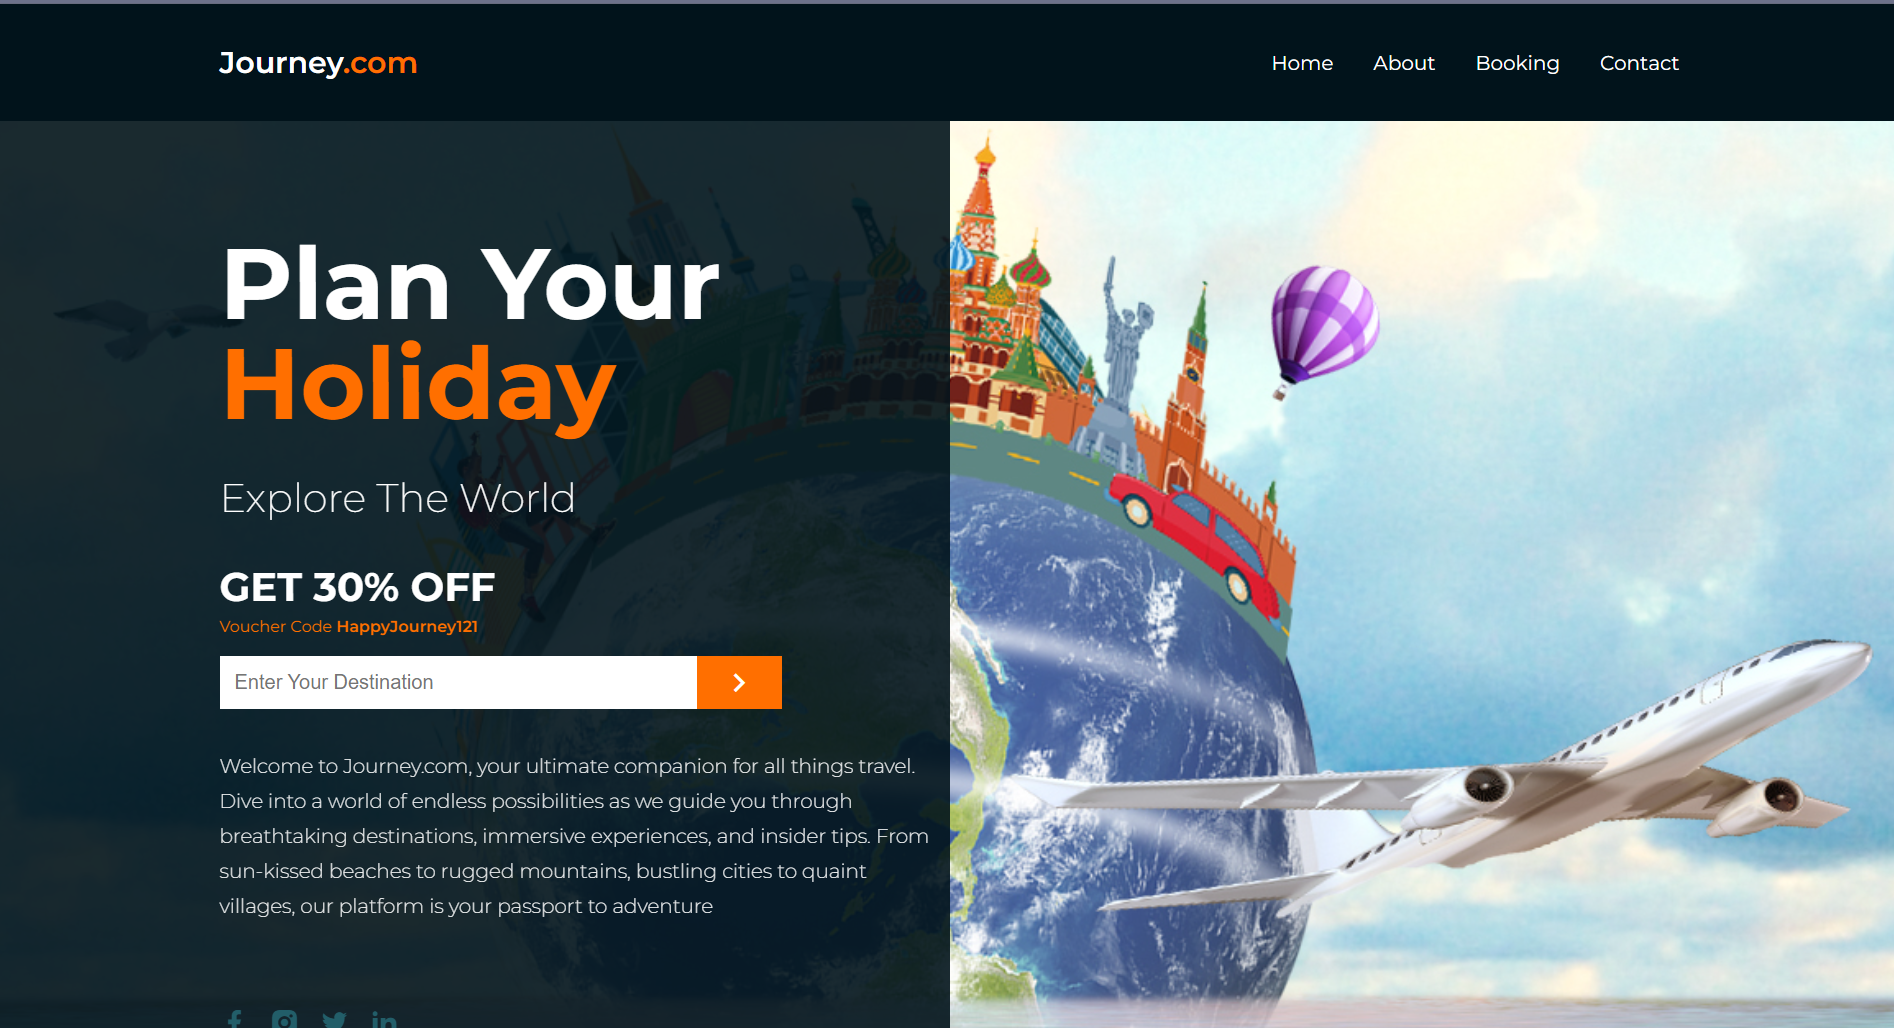 Journey.com
Home About Booking Contact
Plan Your
Holiday
Explore The World
GET 30% OFF
Voucher Code HappyJourney121
Enter Your Destination
Welcome to Journey.com, your ultimate companion for all things travel.
Dive into a world of endless possibilities as we guide you through
breathtaking destinations, immersive experiences, and insider tips. From
sun-kissed beaches to rugged mountains, bustling cities to quaint
villages, our platform is your passport to adventure